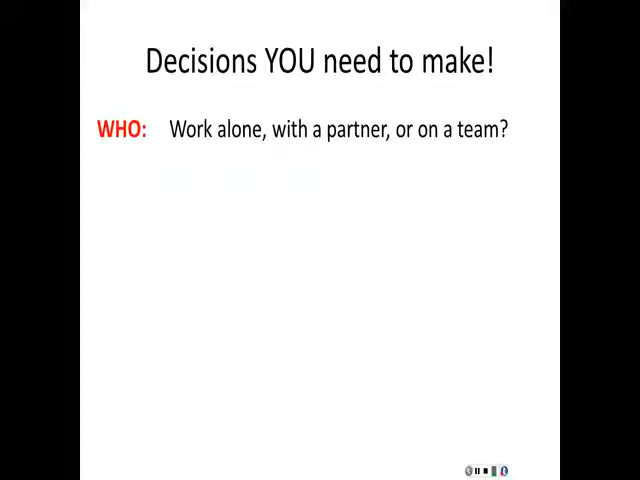 Decisions YOU need to make!
WHO: Work alone, with a partner, or on a team?